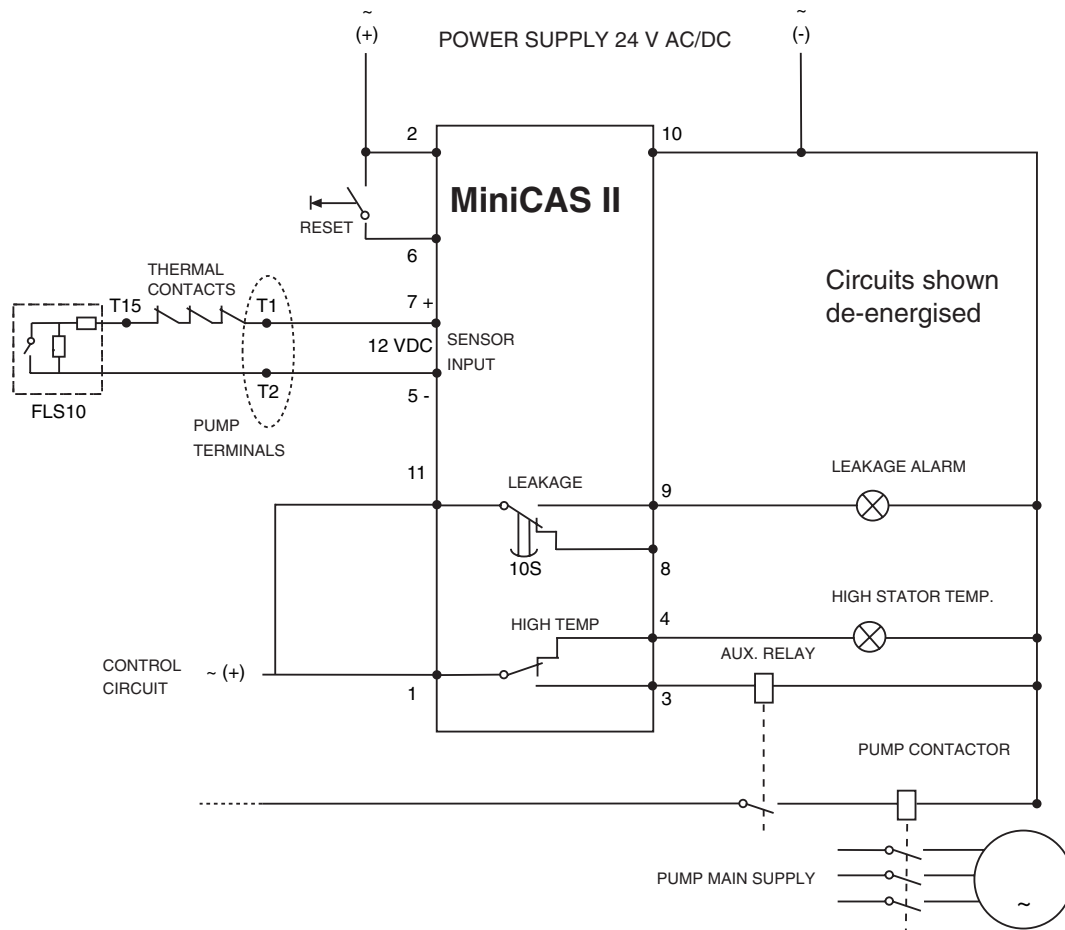 ~ ~
(+) POWER SUPPLY 24 V AC/DC (-)
2 10
MiniCAS II
RESET
6
THERMAL
CONTACTS
Circuits shown
de-energised
T15 T1 7 +
12 VDC SENSOR
INPUT
T2
5 -
FLS10
PUMP
TERMINALS
11 LEAKAGE 9 LEAKAGE ALARM
10S 8
HIGH STATOR TEMP.
HIGH TEMP 4
AUX. RELAY
CONTROL
CIRCUIT ~ (+)
1 3
PUMP CONTACTOR
PUMP MAIN SUPPLY
~